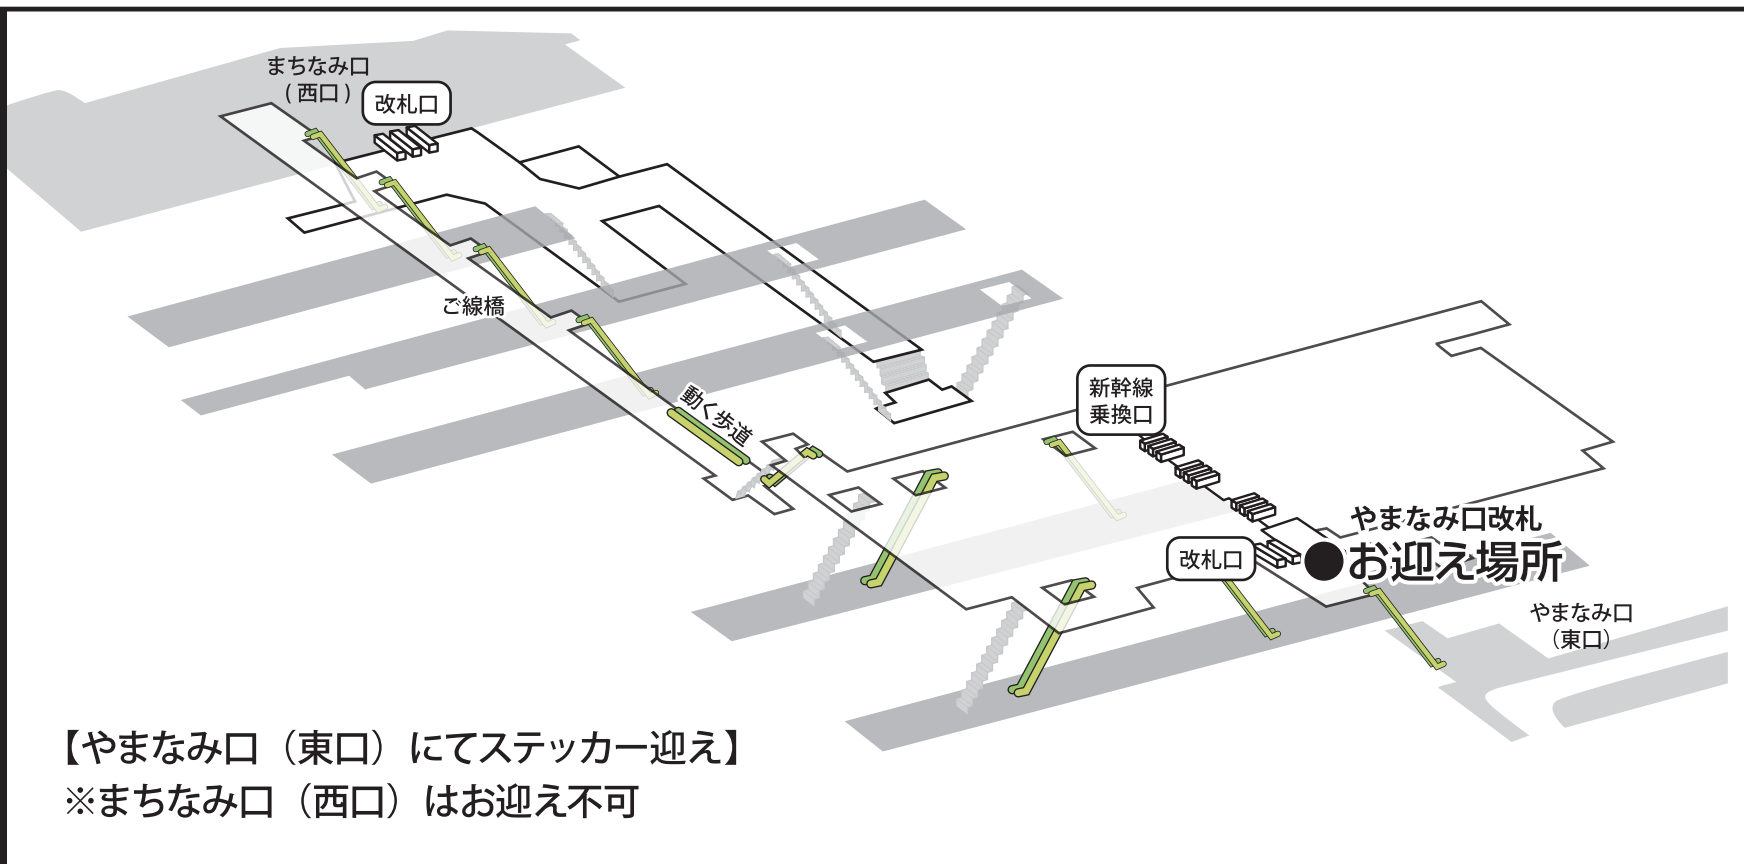 まちなみ口
(西口)
改札口
ご線橋
動く歩道
新幹線
乗換口
やまなみ口改札
お迎え場所
改札口
やまなみ口
(東口)
【やまなみ口（東口）にてステッカー迎え】
※まちなみ口（西口）はお迎え不可